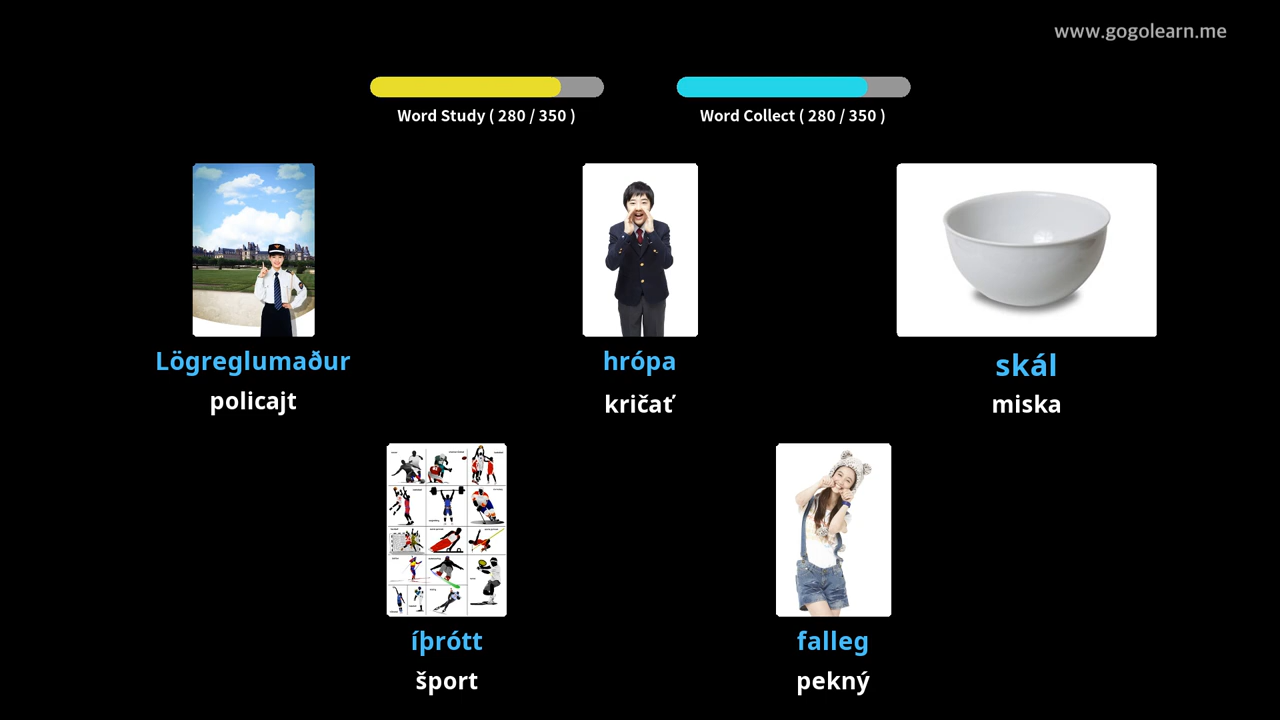 www.gogolearn.me
Word Study ( 280 / 350 )
Word Collect ( 280 / 350 )
Lögreglumaður
policajt
hrópa
kričať
skál
miska
íþrótt
šport
falleg
pekný